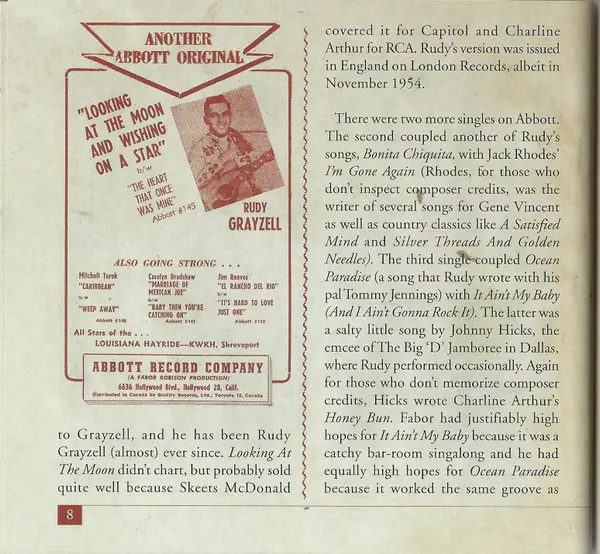 ANOTHER
ABBOTT ORIGINAL
"LOOKING
AT THE MOON
AND WISHING
ON A STAR"
b/w
"THE HEART
THAT ONCE
WAS MINE"
Abbott #145
RUDY
GRAYZELL
ALSO GOING STRONG . . .
Mitchell Torok
"CARIBBEAN"
b/w
"WEEP AWAY"
Abbott #140
Carolyn Bradshaw
"MARRIAGE OF
MEXICAN JOE"
b/w
"BABY THEN YOU'RE
CATCHING ON"
Abbott #141
Jim Reeves
"EL RANCHO DEL RIO"
b/w
"IT'S HARD TO LOVE
JUST ONE"
Abbott #143
All Stars of the . . .
LOUISIANA HAYRIDE—KWKH, Shreveport
ABBOTT RECORD COMPANY
(A FABOR ROBISON PRODUCTION)
6636 Hollywood Blvd., Hollywood 28, Calif.
Distributed in Canada by Quality Records, Ltd., Toronto 12, Canada
to Grayzell, and he has been Rudy
Grayzell (almost) ever since. Looking At
The Moon didn't chart, but probably sold
quite well because Skeets McDonald
8
covered it for Capitol and Charline
Arthur for RCA. Rudy's version was issued
in England on London Records, albeit in
November 1954.
There were two more singles on Abbott.
The second coupled another of Rudy's
songs, Bonita Chiquita, with Jack Rhodes'
I'm Gone Again (Rhodes, for those who
don't inspect composer credits, was the
writer of several songs for Gene Vincent
as well as country classics like A Satisfied
Mind and Silver Threads And Golden
Needles). The third single coupled Ocean
Paradise (a song that Rudy wrote with his
pal Tommy Jennings) with It Ain't My Baby
(And I Ain't Gonna Rock It). The latter was
a salty little song by Johnny Hicks, the
emcee of The Big 'D' Jamboree in Dallas,
where Rudy performed occasionally. Again
for those who don't memorize composer
credits, Hicks wrote Charline Arthur's
Honey Bun. Fabor had justifiably high
hopes for It Ain't My Baby because it was a
catchy bar-room singalong and he had
equally high hopes for Ocean Paradise
because it worked the same groove as